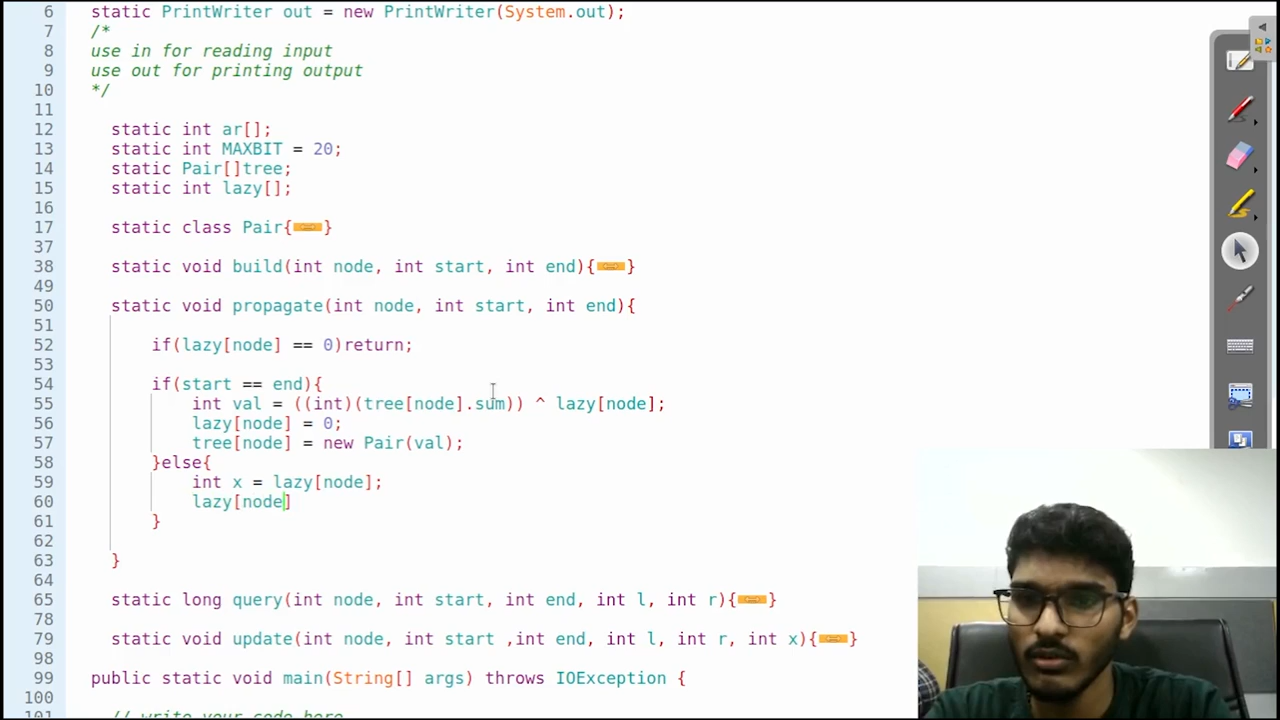 6 static PrintWriter out = new PrintWriter(System.out);
7 /*
8 use in for reading input
9 use out for printing output
10 */
11
12 static int ar[];
13 static int MAXBIT = 20;
14 static Pair[]tree;
15 static int lazy[];
16
17 static class Pair{}
37
38 static void build(int node, int start, int end){}
49
50 static void propagate(int node, int start, int end){
51
52 if(lazy[node] == 0)return;
53
54 if(start == end){
55 int val = ((int)(tree[node].sum)) ^ lazy[node];
56 lazy[node] = 0;
57 tree[node] = new Pair(val);
58 }else{
59 int x = lazy[node];
60 lazy[node]
61 }
62
63 }
64
65 static long query(int node, int start, int end, int l, int r){}
78
79 static void update(int node, int start ,int end, int l, int r, int x){}
98
99 public static void main(String[] args) throws IOException {
100
101 // write your code here